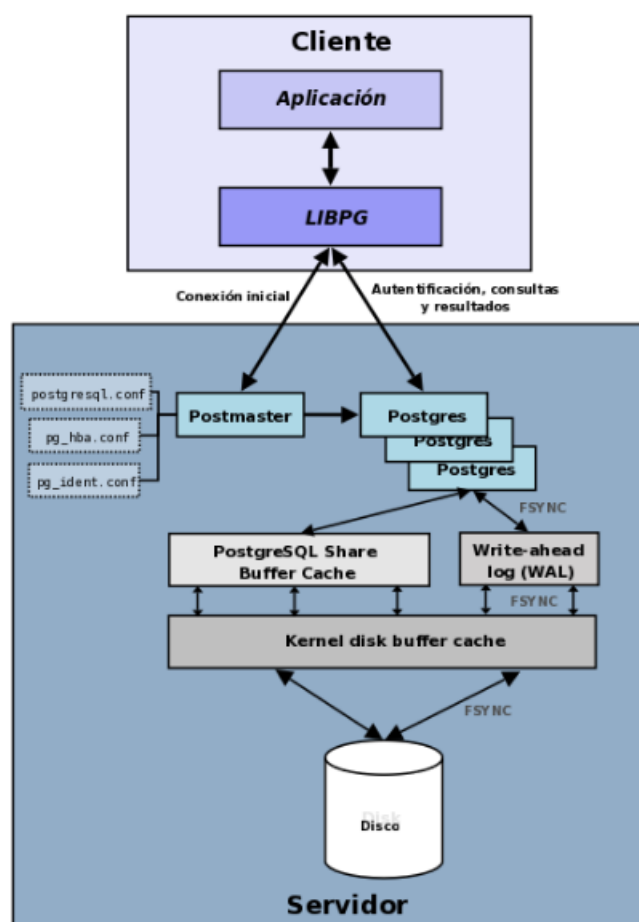 Cliente
Aplicación
LIBPG
Conexión inicial
Autentificación, consultas
y resultados
postgresql.conf
pg_hba.conf
pg_ident.conf
Postmaster
Postgres
Postgres
Postgres
FSYNC
PostgreSQL Share
Buffer Cache
Write-ahead
log (WAL)
FSYNC
Kernel disk buffer cache
FSYNC
Disk
Disco
Servidor